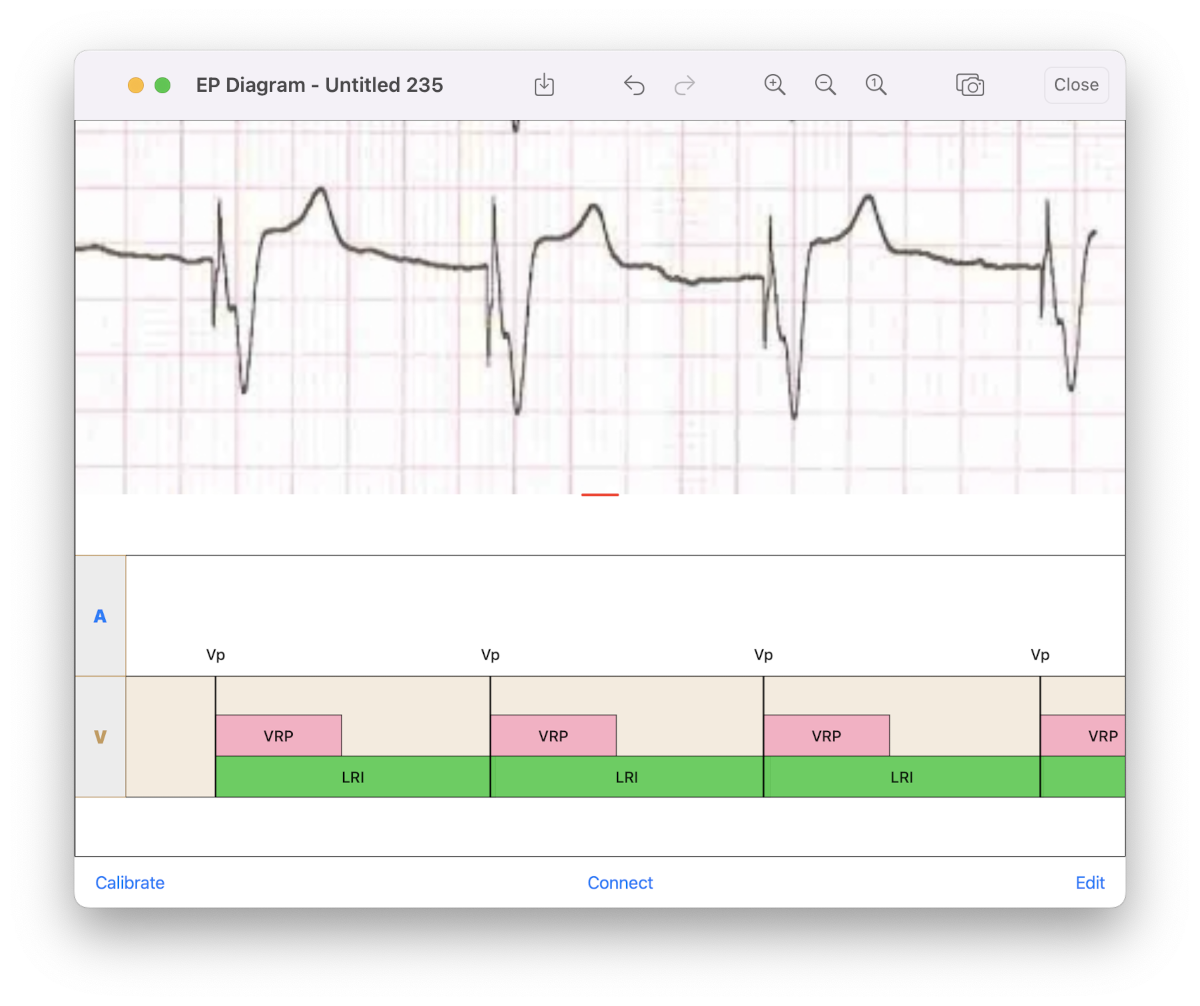 EP Diagram - Untitled 235
1
Close
A
Vp Vp Vp Vp
V
VRP VRP VRP VRP
LRI LRI LRI
Calibrate Connect Edit